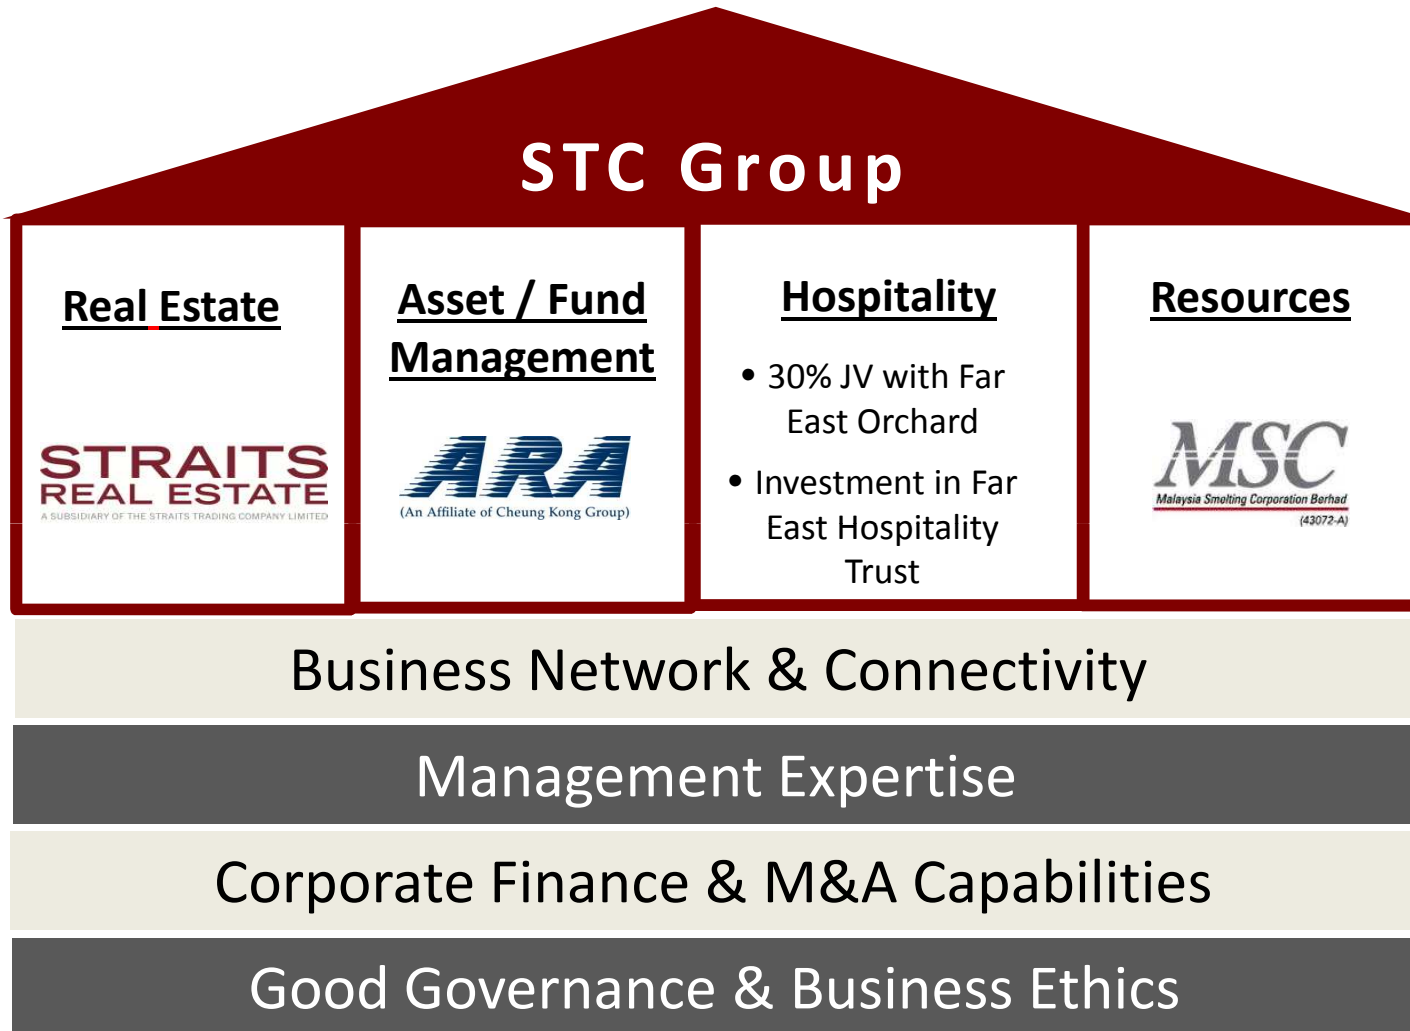 STC Group
Real Estate
STRAITS
REAL ESTATE
A SUBSIDIARY OF THE STRAITS TRADING COMPANY LIMITED
Asset / Fund
Management
ARA
(An Affiliate of Cheung Kong Group)
Hospitality
• 30% JV with Far
East Orchard
• Investment in Far
East Hospitality
Trust
Resources
MSC
Malaysia Smelting Corporation Berhad
(43072-A)
Business Network & Connectivity
Management Expertise
Corporate Finance & M&A Capabilities
Good Governance & Business Ethics